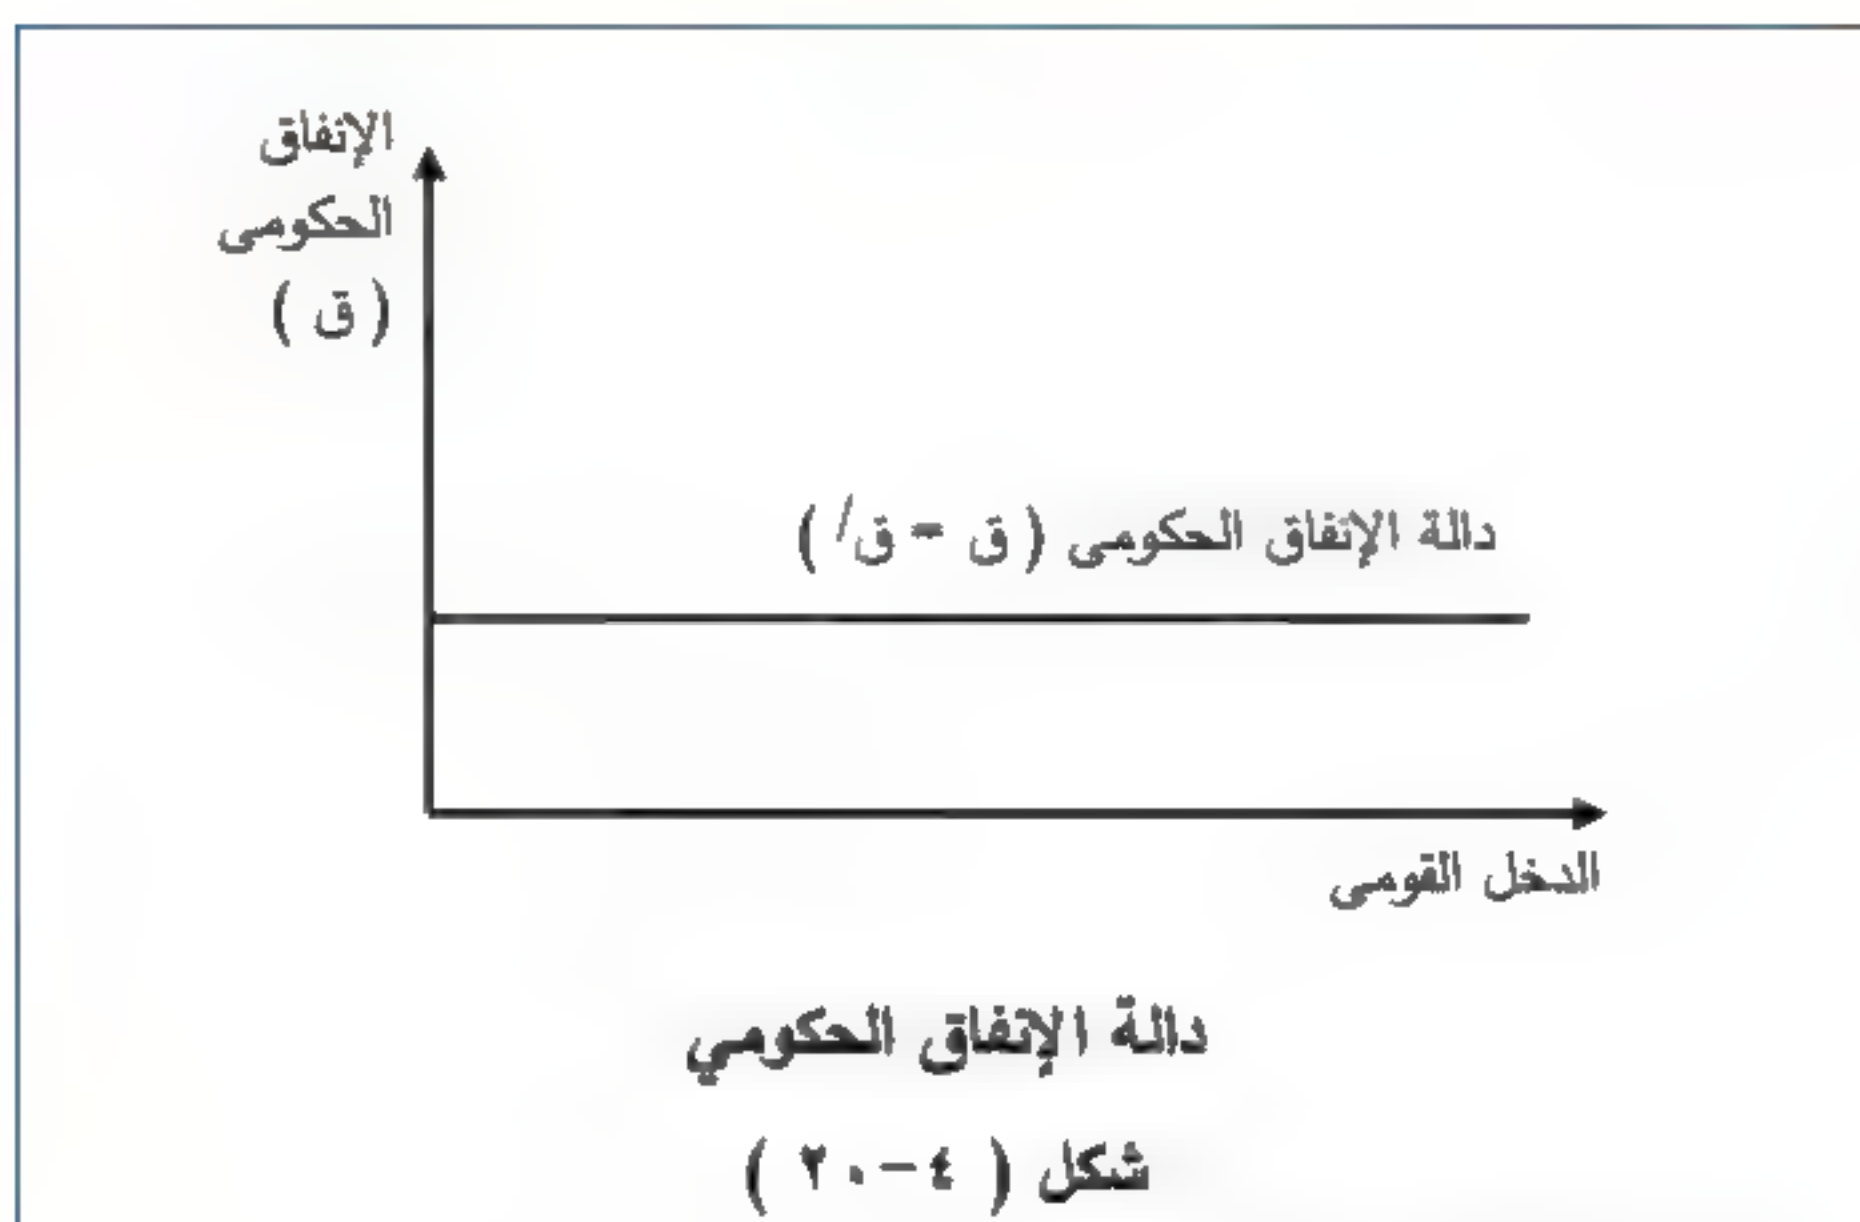 الإنفاق
الحكومى
( ق )
دالة الإنفاق الحكومى ( ق = ق/ )
الدخل القومى
دالة الإنفاق الحكومي
شكل ( ٤-٢٠ )